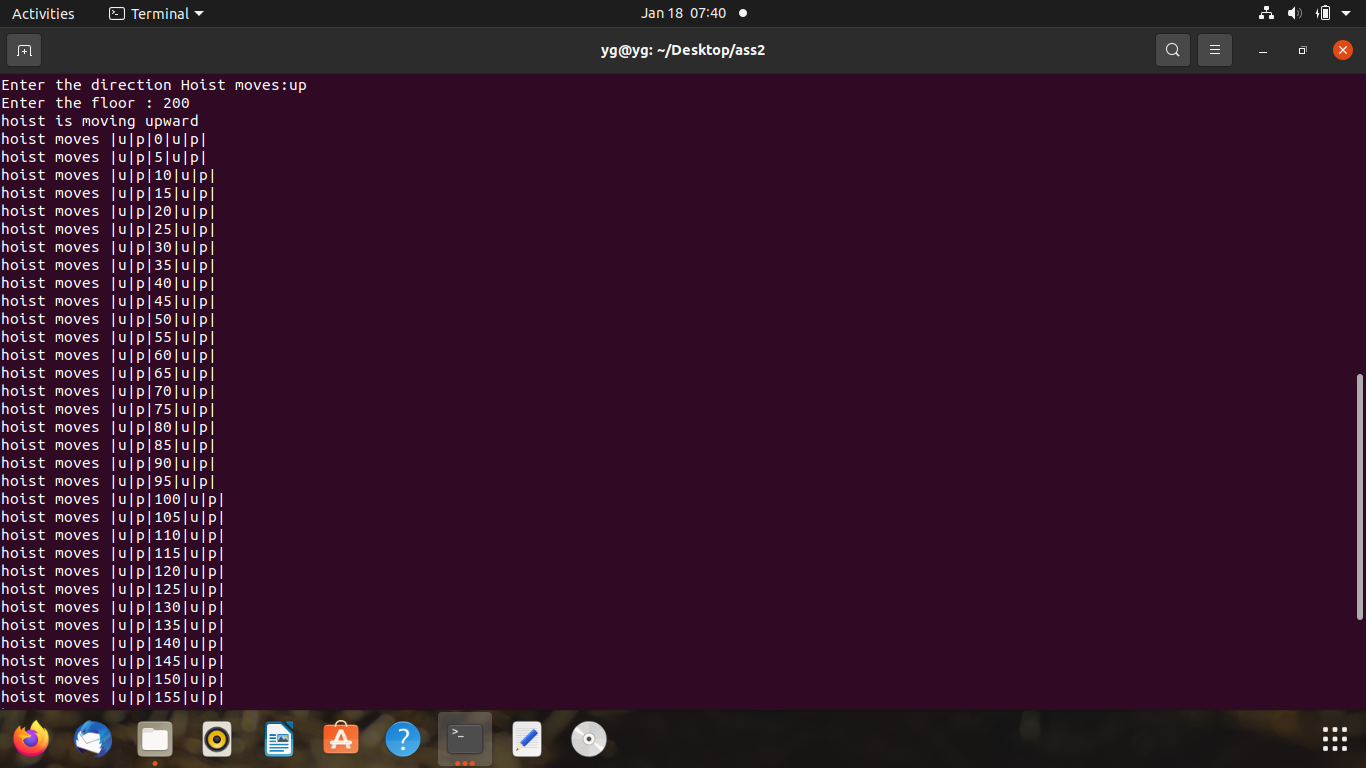 Activities Terminal Jan 18 07:40
yg@yg: ~/Desktop/ass2
Enter the direction Hoist moves:up
Enter the floor : 200
hoist is moving upward
hoist moves |u|p|0|u|p|
hoist moves |u|p|5|u|p|
hoist moves |u|p|10|u|p|
hoist moves |u|p|15|u|p|
hoist moves |u|p|20|u|p|
hoist moves |u|p|25|u|p|
hoist moves |u|p|30|u|p|
hoist moves |u|p|35|u|p|
hoist moves |u|p|40|u|p|
hoist moves |u|p|45|u|p|
hoist moves |u|p|50|u|p|
hoist moves |u|p|55|u|p|
hoist moves |u|p|60|u|p|
hoist moves |u|p|65|u|p|
hoist moves |u|p|70|u|p|
hoist moves |u|p|75|u|p|
hoist moves |u|p|80|u|p|
hoist moves |u|p|85|u|p|
hoist moves |u|p|90|u|p|
hoist moves |u|p|95|u|p|
hoist moves |u|p|100|u|p|
hoist moves |u|p|105|u|p|
hoist moves |u|p|110|u|p|
hoist moves |u|p|115|u|p|
hoist moves |u|p|120|u|p|
hoist moves |u|p|125|u|p|
hoist moves |u|p|130|u|p|
hoist moves |u|p|135|u|p|
hoist moves |u|p|140|u|p|
hoist moves |u|p|145|u|p|
hoist moves |u|p|150|u|p|
hoist moves |u|p|155|u|p|